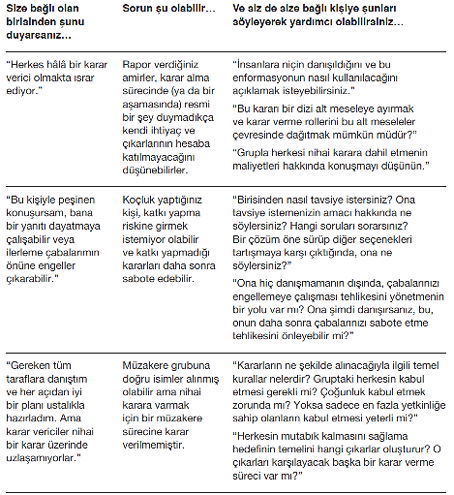 Size bağlı olan
birisinden şunu
duyarsanız…
Sorun şu olabilir…
Ve siz de size bağlı kişiye şunları
söyleyerek yardımcı olabilirsiniz…
“Herkes hâlâ bir karar
verici olmakta ısrar
ediyor.”
Rapor verdiğiniz
amirler, karar alma
sürecinde (ya da bir
aşamasında) resmi
bir şey duymadıkça
kendi ihtiyaç ve
çıkarlarının hesaba
katılmayacağını
düşünebilirler.
“İnsanlara niçin danışıldığını ve bu
enformasyonun nasıl kullanılacağını
açıklamak isteyebilirsiniz.”
“Bu kararı bir dizi alt meseleye ayırmak
ve karar verme rollerini bu alt meseleler
çevresinde dağıtmak mümkün müdür?”
“Grupla herkesi nihai karara dahil etmenin
maliyetleri hakkında konuşmayı düşünün.”
“Bu kişiyle peşinen
konuşursam, bana
bir yanıtı dayatmaya
çalışabilir veya
ilerleme çabalarımın
önüne engeller
çıkarabilir.”
Koçluk yaptığınız
kişi, katkı yapma
riskine girmek
istemiyor olabilir
ve katkı yapmadığı
kararları daha sonra
sabote edebilir.
“Birisinden nasıl tavsiye istersiniz? Ona
tavsiye istemenizin amacı hakkında ne
söylersiniz? Hangi soruları sorarsınız?
Bir çözüm öne sürüp diğer seçenekleri
tartışmaya karşı çıktığında, ona ne
söylersiniz?”
“Ona hiç danışmamanın dışında, çabalarınızı
engellemeye çalışması tehlikesini yönetmenin
bir yolu var mı? Ona şimdi danışırsanız, bu,
onun daha sonra çabalarınızı sabote etme
tehlikesini önleyebilir mi?”
“Gereken tüm
taraflara danıştım
ve her açıdan iyi
bir planı ustalıkla
hazırladım. Ama
karar vericiler nihai
bir karar üzerinde
uzlaşamıyorlar.”
Müzakere grubuna
doğru isimler alınmış
olabilir ama nihai
karara varmak
için bir müzakere
sürecine karar
verilmemiştir.
“Kararların ne şekilde alınacağıyla ilgili temel
kurallar nelerdir? Gruptaki herkesin kabul
etmesi gerekli mi? Çoğunluk kabul etmek
zorunda mı? Yoksa sadece en fazla yetkinliğe
sahip olanların kabul etmesi yeterli mi?”
“Herkesin mutabık kalmasını sağlama
hedefinin temelini hangi çıkarlar oluşturur? O
çıkarları karşılayacak başka bir karar verme
süreci var mı?”